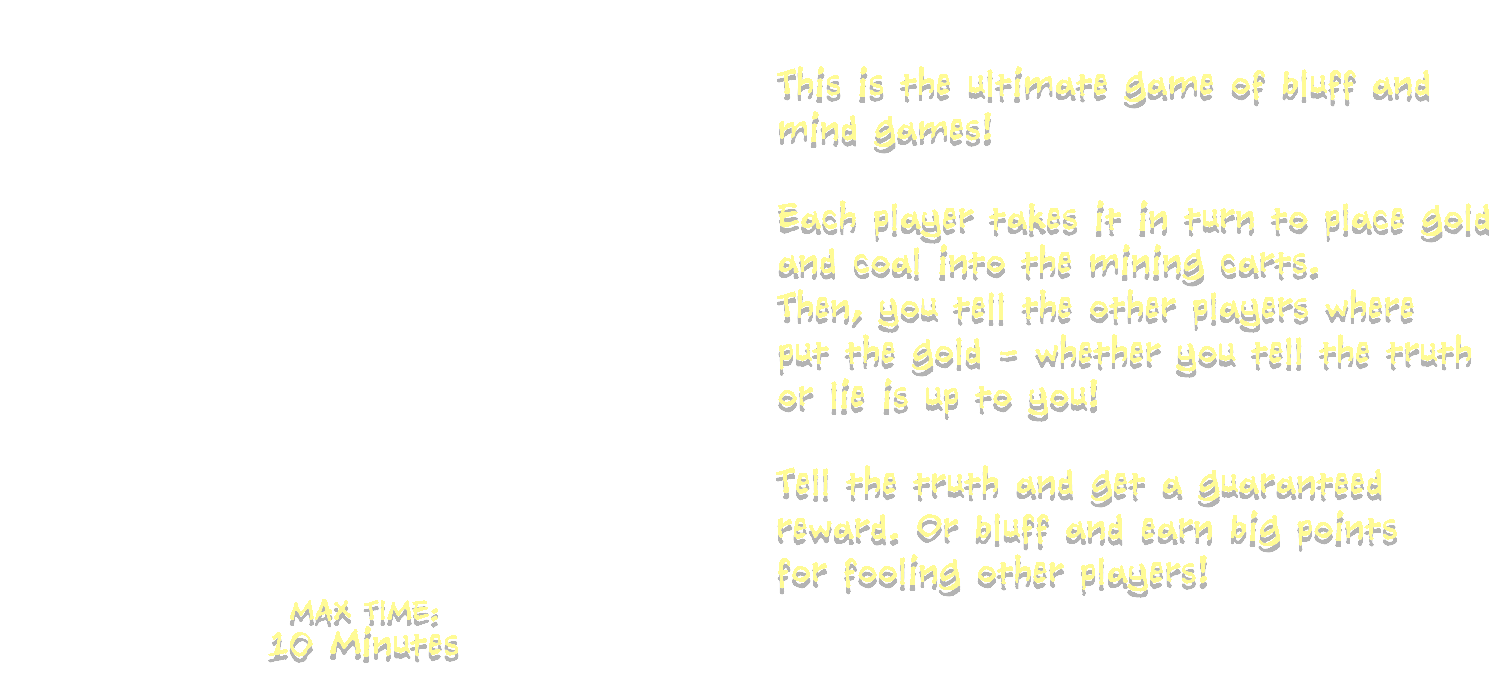 This is the ultimate game of bluff and
mind games!
Each player takes it in turn to place gold
and coal into the mining carts.
Then, you tell the other players where
put the gold - whether you tell the truth
or lie is up to you!
Tell the truth and get a guaranteed
reward. Or bluff and earn big points
for fooling other players!
MAX TIME:
10 Minutes